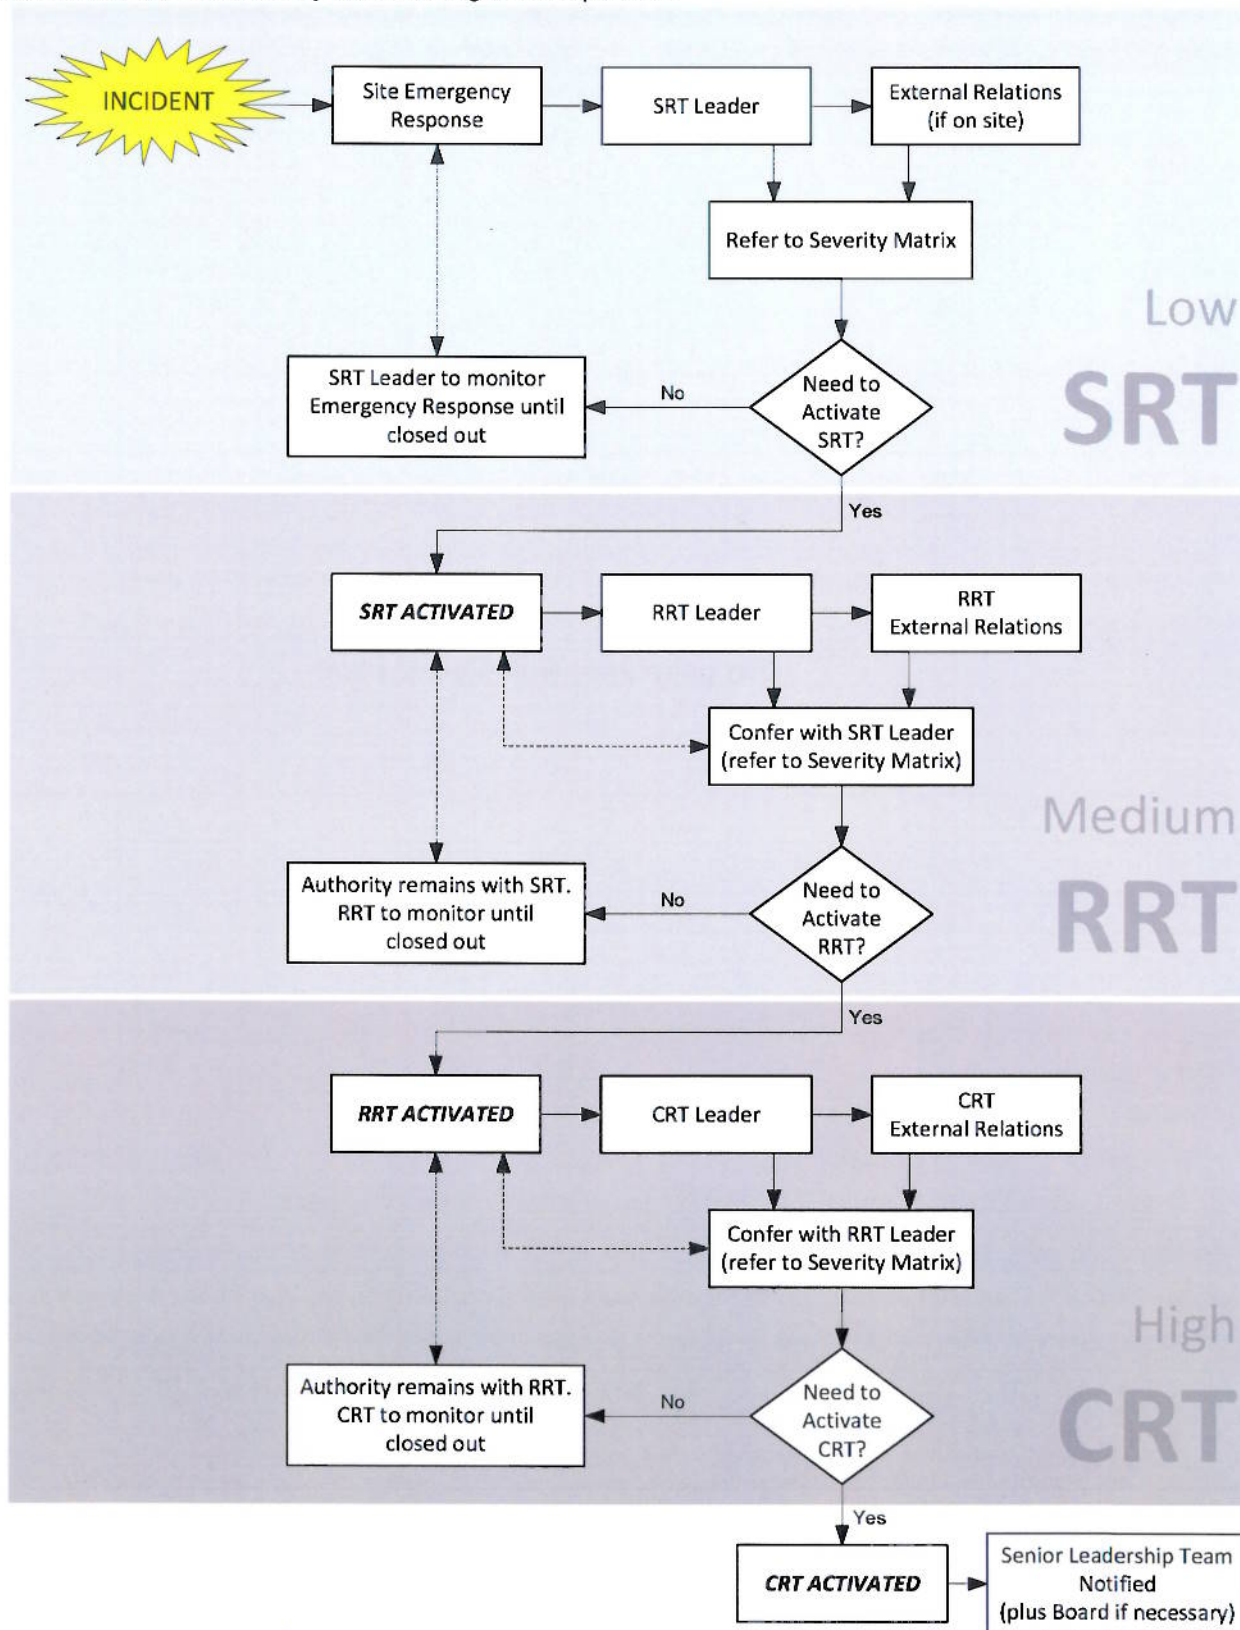 INCIDENT
Site Emergency
Response
SRT Leader
External Relations
(if on site)
Refer to Severity Matrix
Low
SRT
Need to
Activate
SRT?
No
SRT Leader to monitor
Emergency Response until
closed out
Yes
SRT ACTIVATED
RRT Leader
RRT
External Relations
Confer with SRT Leader
(refer to Severity Matrix)
Medium
RRT
Need to
Activate
RRT?
No
Authority remains with SRT.
RRT to monitor until
closed out
Yes
RRT ACTIVATED
CRT Leader
CRT
External Relations
Confer with RRT Leader
(refer to Severity Matrix)
High
CRT
Need to
Activate
CRT?
No
Authority remains with RRT.
CRT to monitor until
closed out
Yes
CRT ACTIVATED
Senior Leadership Team
Notified
(plus Board if necessary)